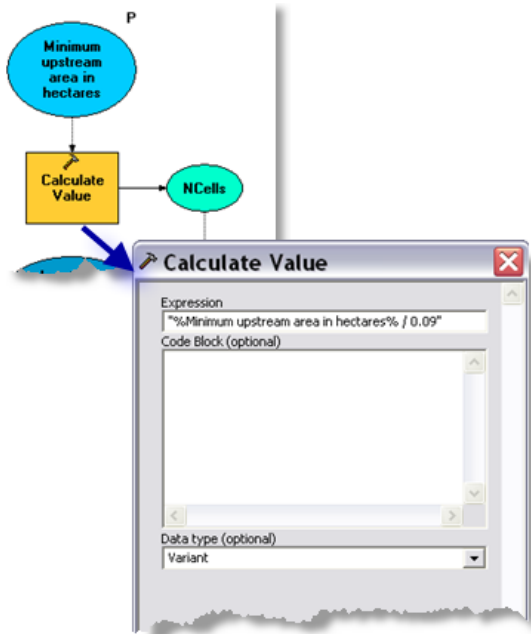 P
Minimum
upstream
area in
hectares
Calculate
Value
NCells
Calculate Value
Expression
"%Minimum upstream area in hectares% / 0.09"
Code Block (optional)
Data type (optional)
Variant